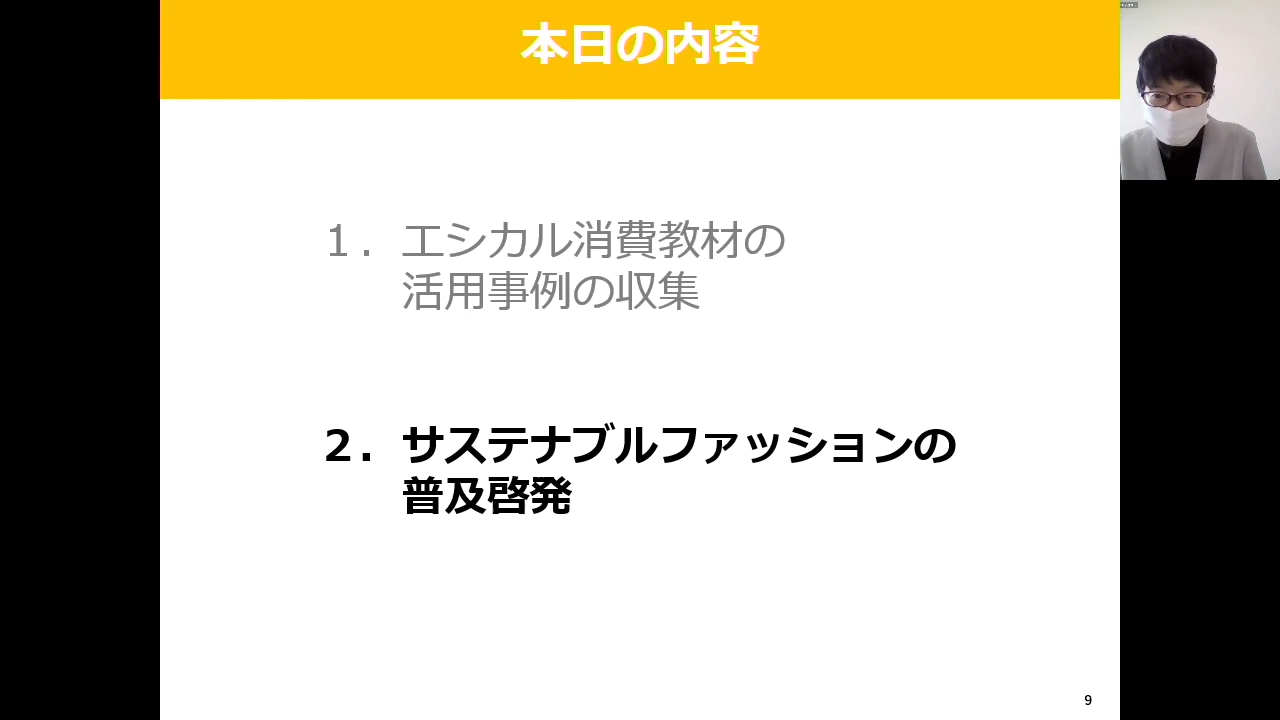 本日の内容
１．エシカル消費教材の
活用事例の収集
２．サステナブルファッションの
普及啓発
9